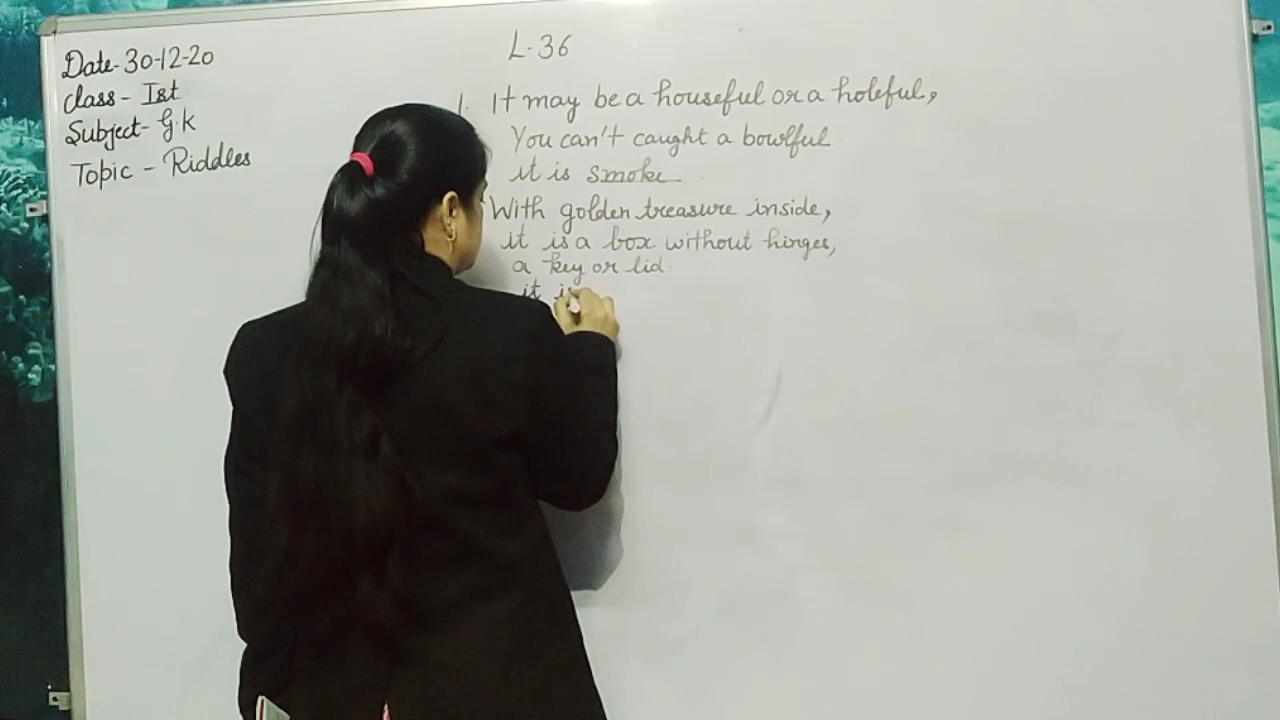 Date-30-12-20
Class - Ist
Subject- G.K
Topic - Riddles
L-36
1. It may be a houseful or a holeful,
You can't caught a bowlful.
it is smoke.
With golden treasure inside,
it is a box without hinges,
a key or lid.
it is